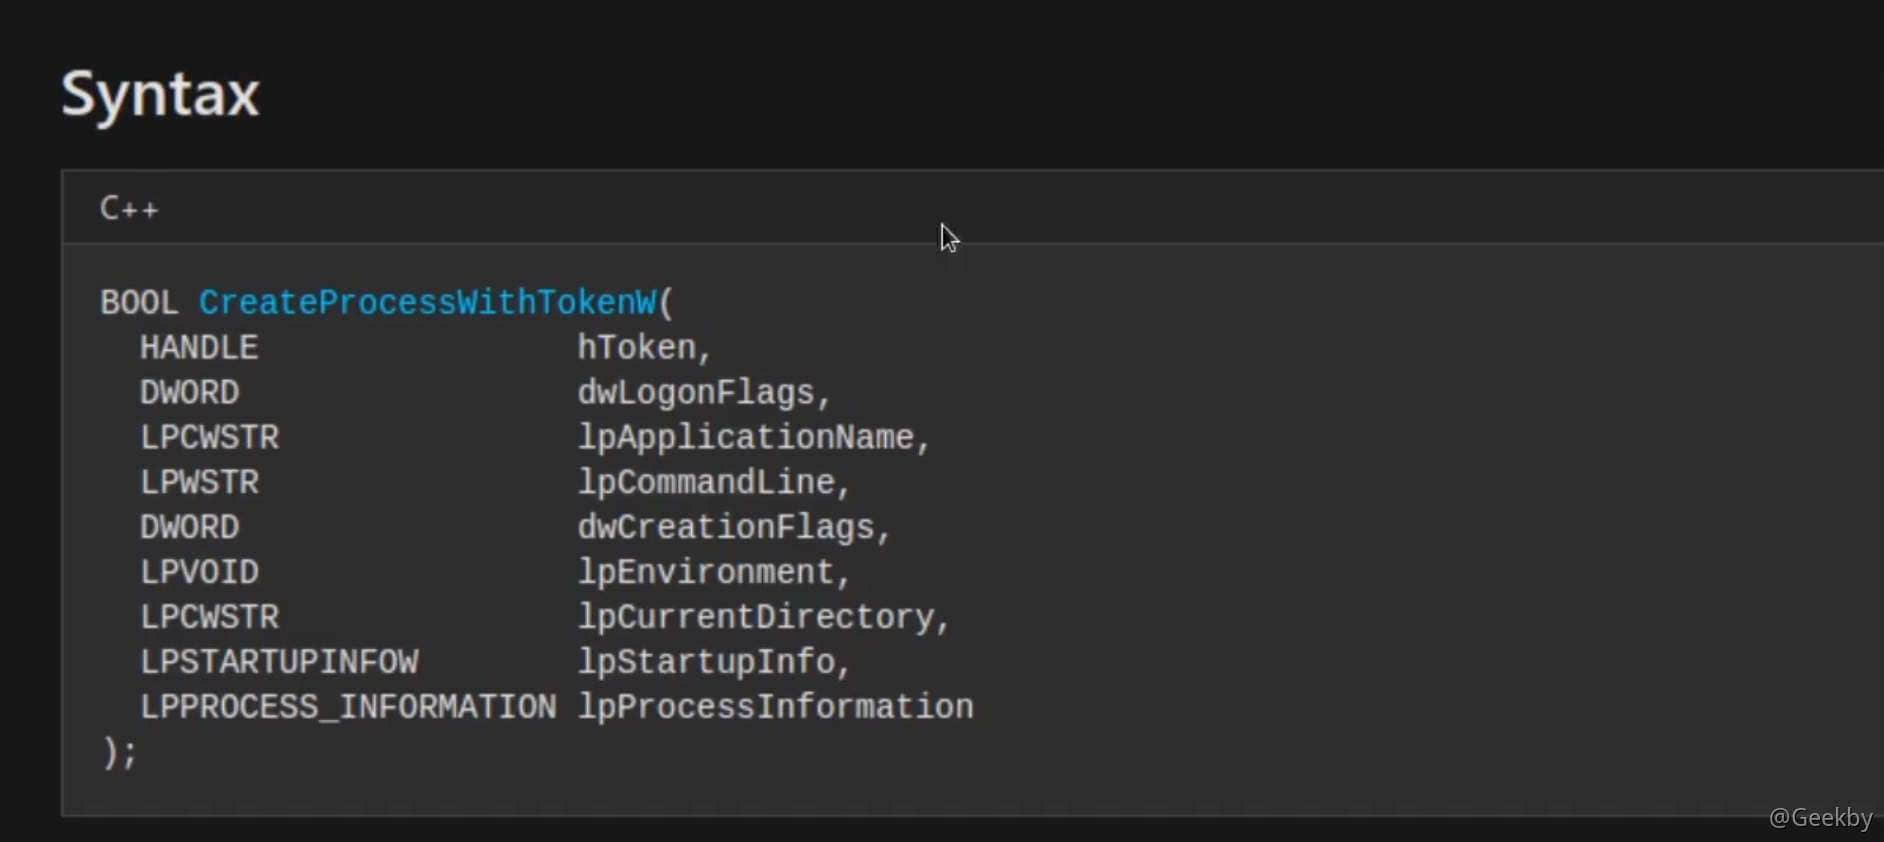 Syntax
C++
BOOL CreateProcessWithTokenW(
  HANDLE                hToken,
  DWORD                 dwLogonFlags,
  LPCWSTR               lpApplicationName,
  LPWSTR                lpCommandLine,
  DWORD                 dwCreationFlags,
  LPVOID                lpEnvironment,
  LPCWSTR               lpCurrentDirectory,
  LPSTARTUPINFOW        lpStartupInfo,
  LPPROCESS_INFORMATION lpProcessInformation
);
@Geekby